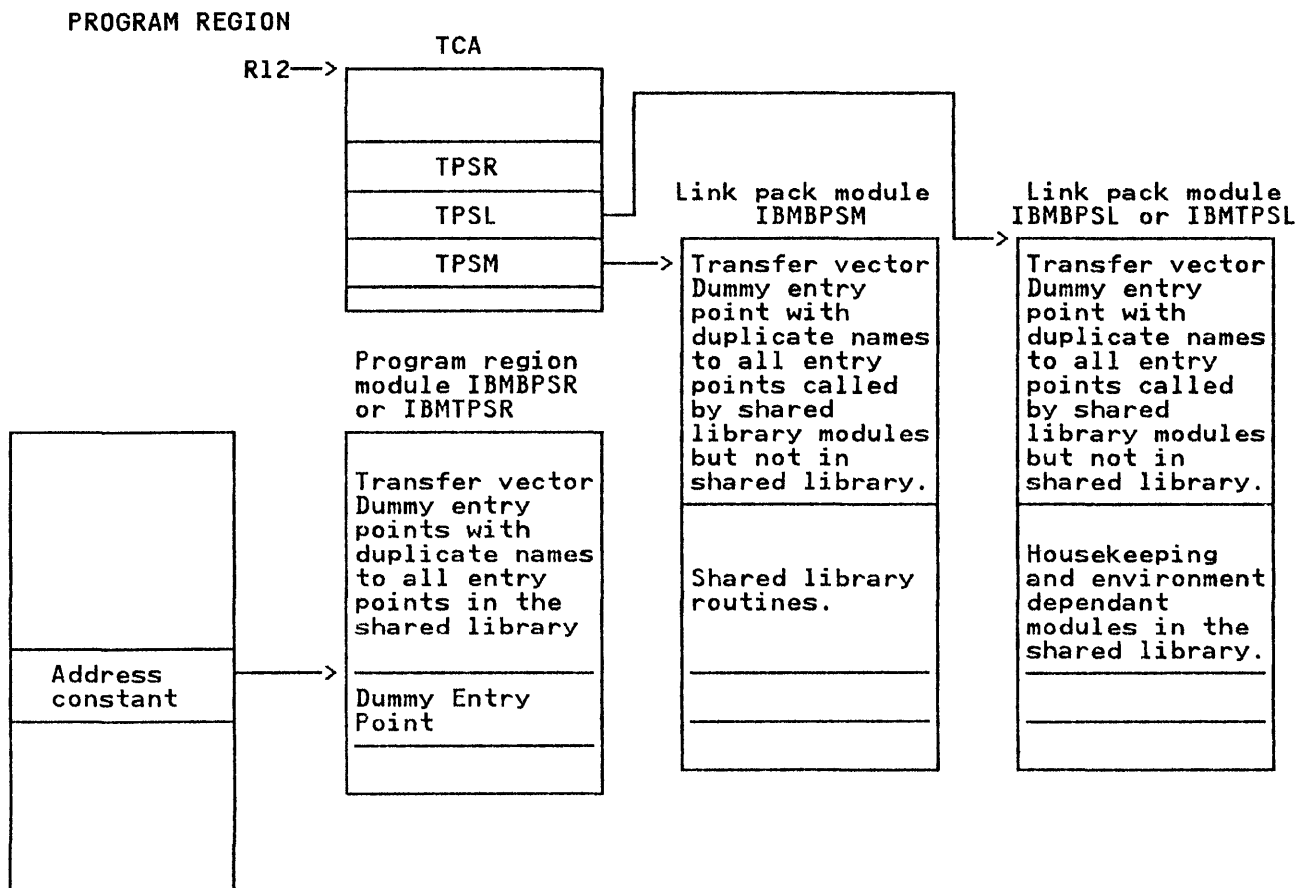 PROGRAM REGION
TCA
R12
TPSR
TPSL
TPSM
Link pack module
IBMBPSM
Link pack module
IBMBPSL or IBMTPSL
Transfer vector
Dummy entry
point with
duplicate names
to all entry
points called
by shared
library modules
but not in
shared library.
Shared library
routines.
Transfer vector
Dummy entry
point with
duplicate names
to all entry
points called
by shared
library modules
but not in
shared library.
Housekeeping
and environment
dependant
modules in the
shared library.
Program region
module IBMBPSR
or IBMTPSR
Transfer vector
Dummy entry
points with
duplicate names
to all entry
points in the
shared library
Dummy Entry
Point
Address
constant